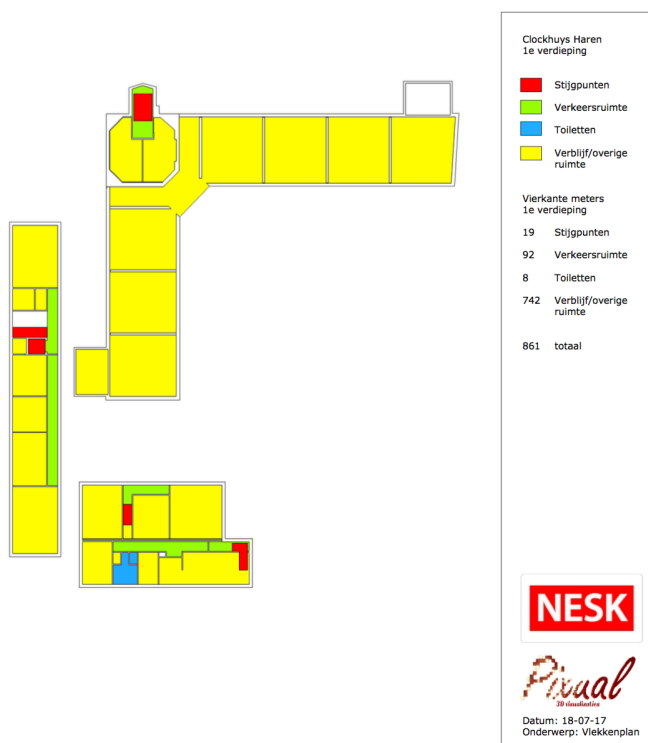 Clockhuys Haren
1e verdieping
Stijgpunten
Verkeersruimte
Toiletten
Verblijf/overige
ruimte
Vierkante meters
1e verdieping
19 Stijgpunten
92 Verkeersruimte
8 Toiletten
742 Verblijf/overige
ruimte
861 totaal
NESK
Pixual
3D visualisaties
Datum: 18-07-17
Onderwerp: Vlekkenplan